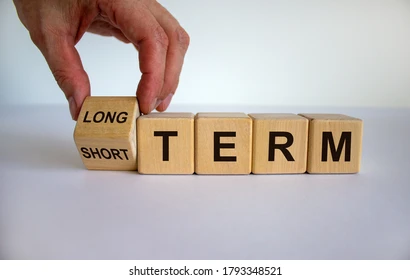 LONG
SHORT TERM
shutterstock.com · 1793348521